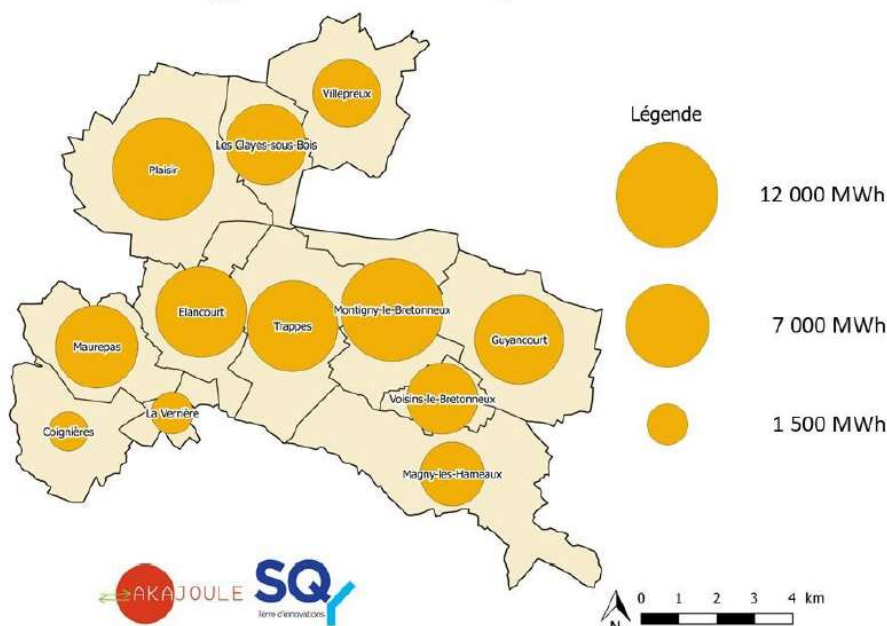 Villepreux
Légende
Les Clayes-sous-Bois
Plaisir
12 000 MWh
Elancourt
Montigny-le-Bretonneux
Trappes
Guyancourt
7 000 MWh
Maurepas
Voisins-le-Bretonneux
La Verrière
Coignières
1 500 MWh
Magny-les-Hameaux
AKAJOULE
SQY
Terre d'innovations
N
0 1 2 3 4 km